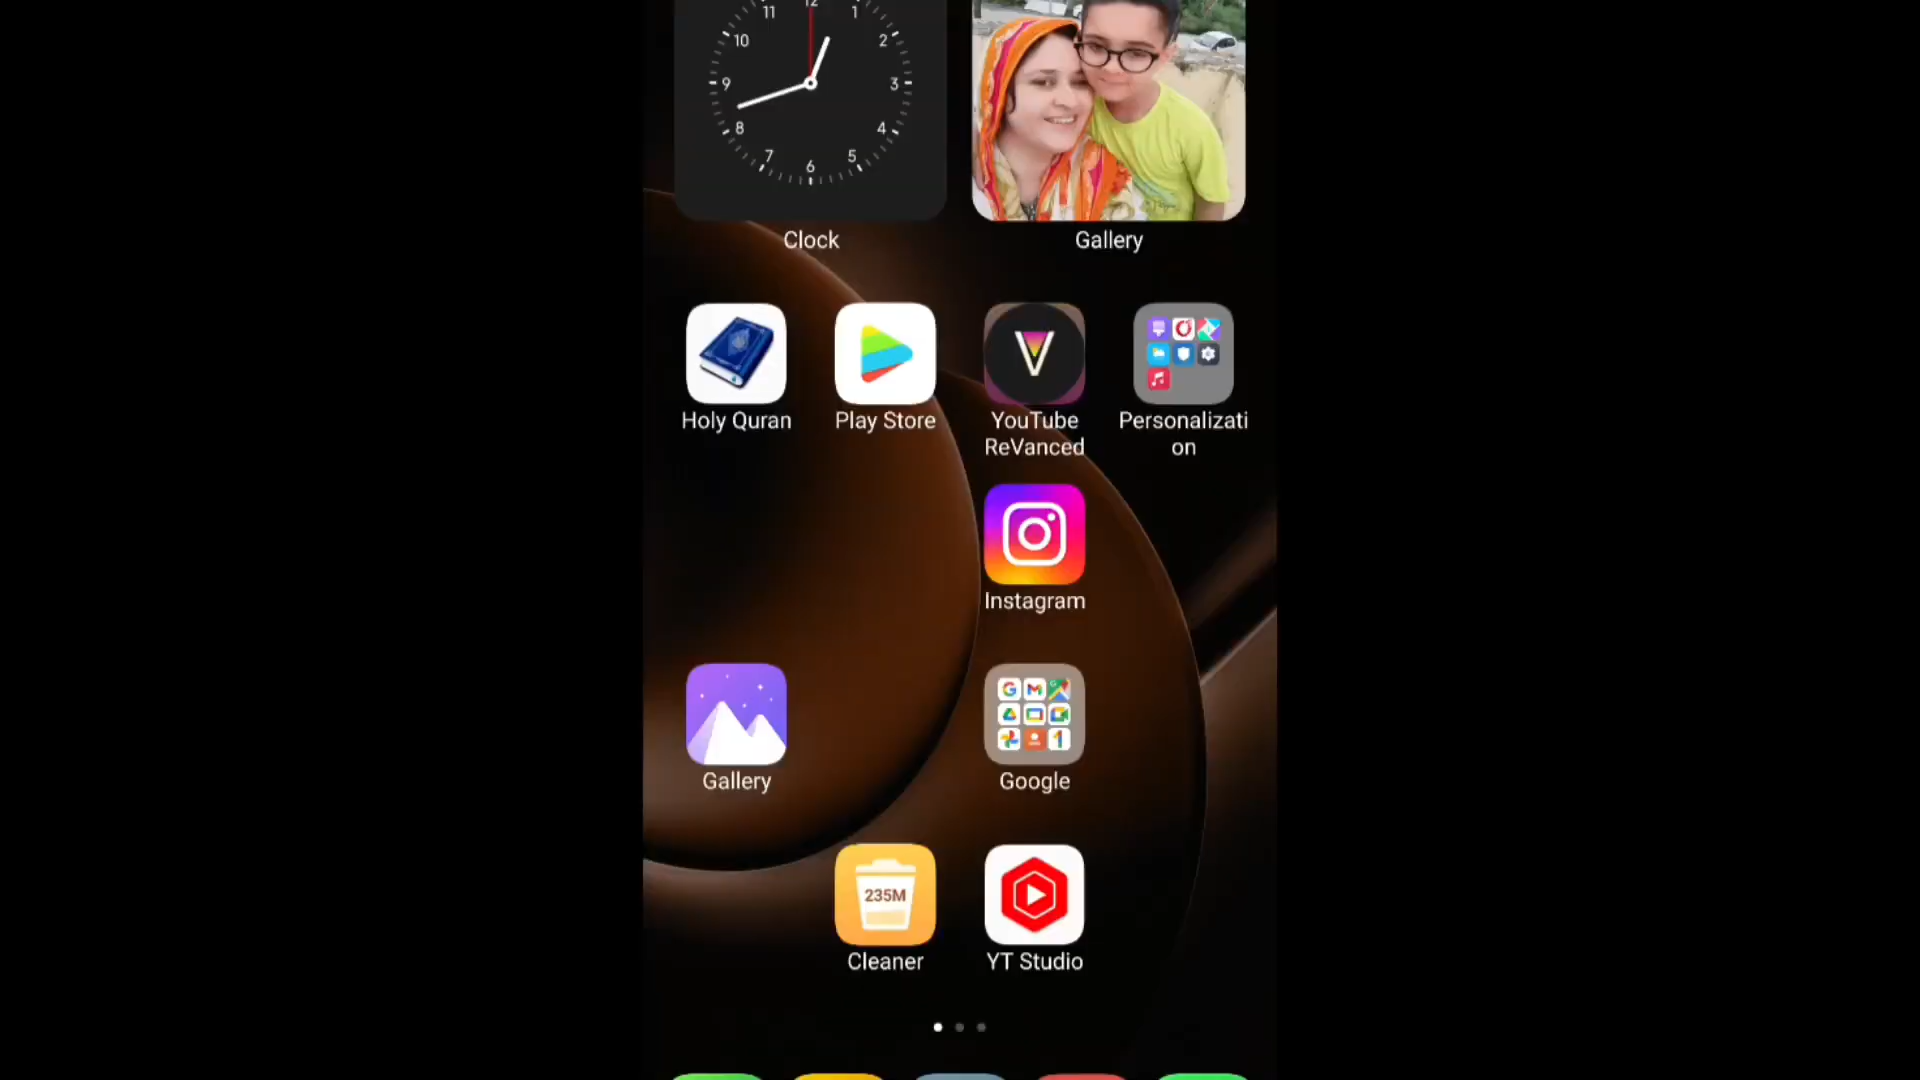 12
11
1
10
2
9
3
8
4
7
5
6
Clock
Gallery
Holy Quran
Play Store
YouTube
ReVanced
Personalizati
on
Instagram
Gallery
Google
235M
Cleaner
YT Studio